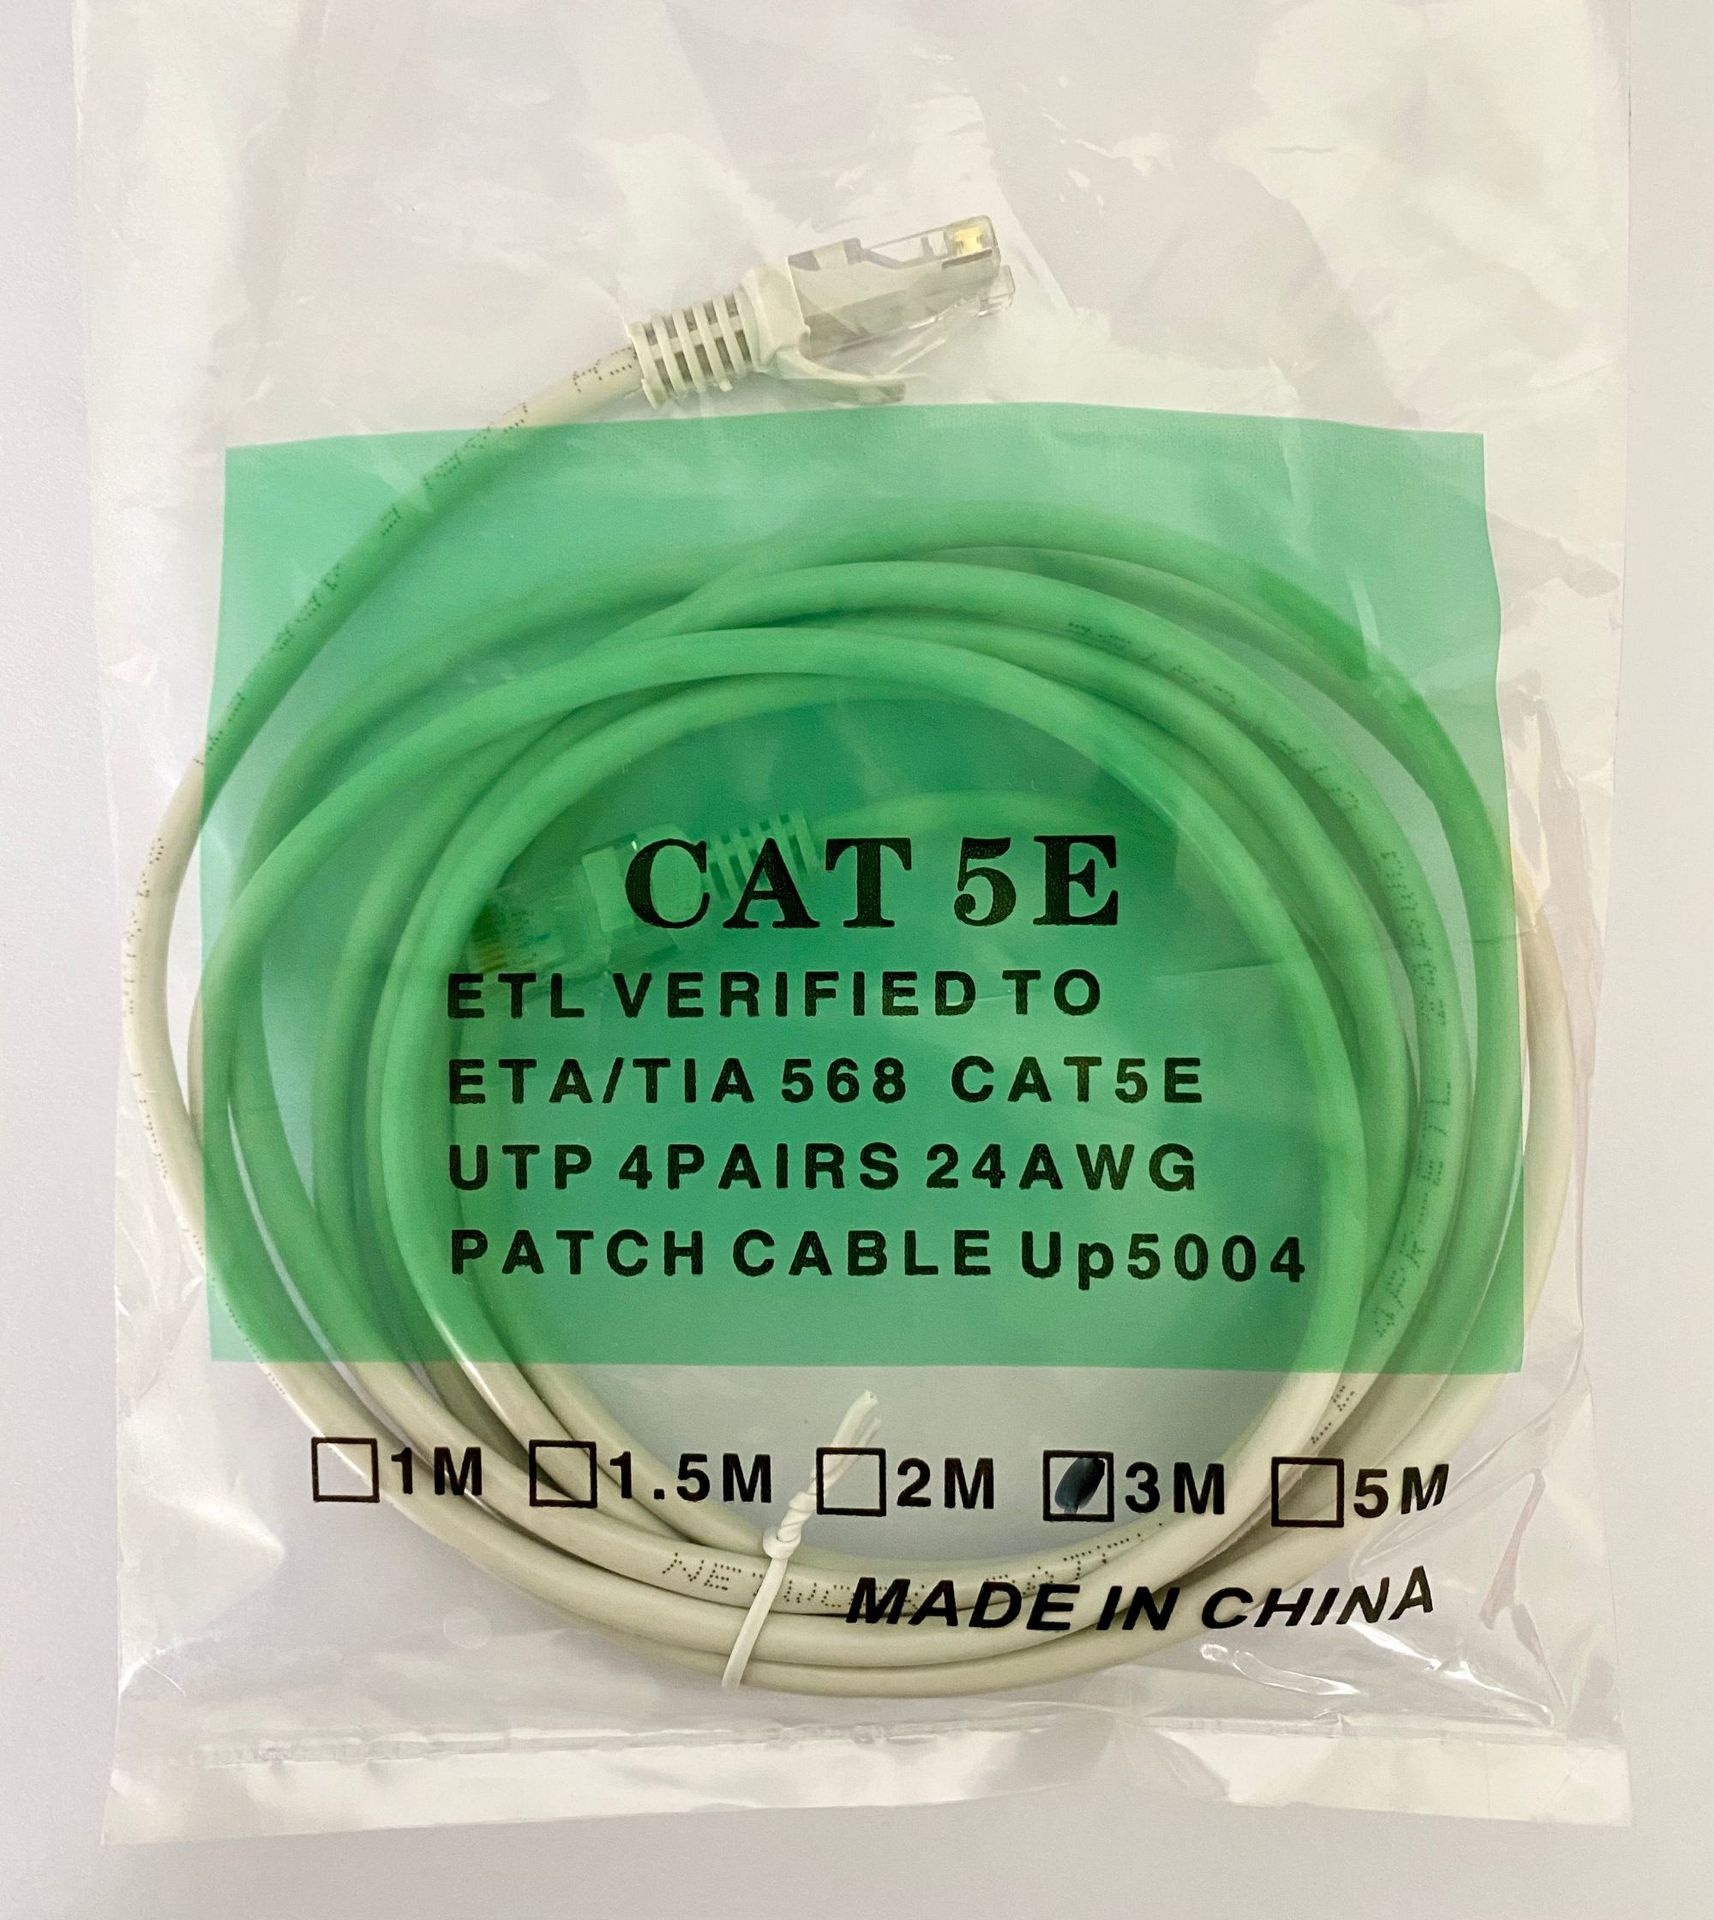 CAT 5E
ETL VERIFIED TO
ETA/TIA 568 CAT5E
UTP 4PAIRS 24AWG
PATCH CABLE Up5004
1M 1.5M 2M 3M 5M
MADE IN CHINA